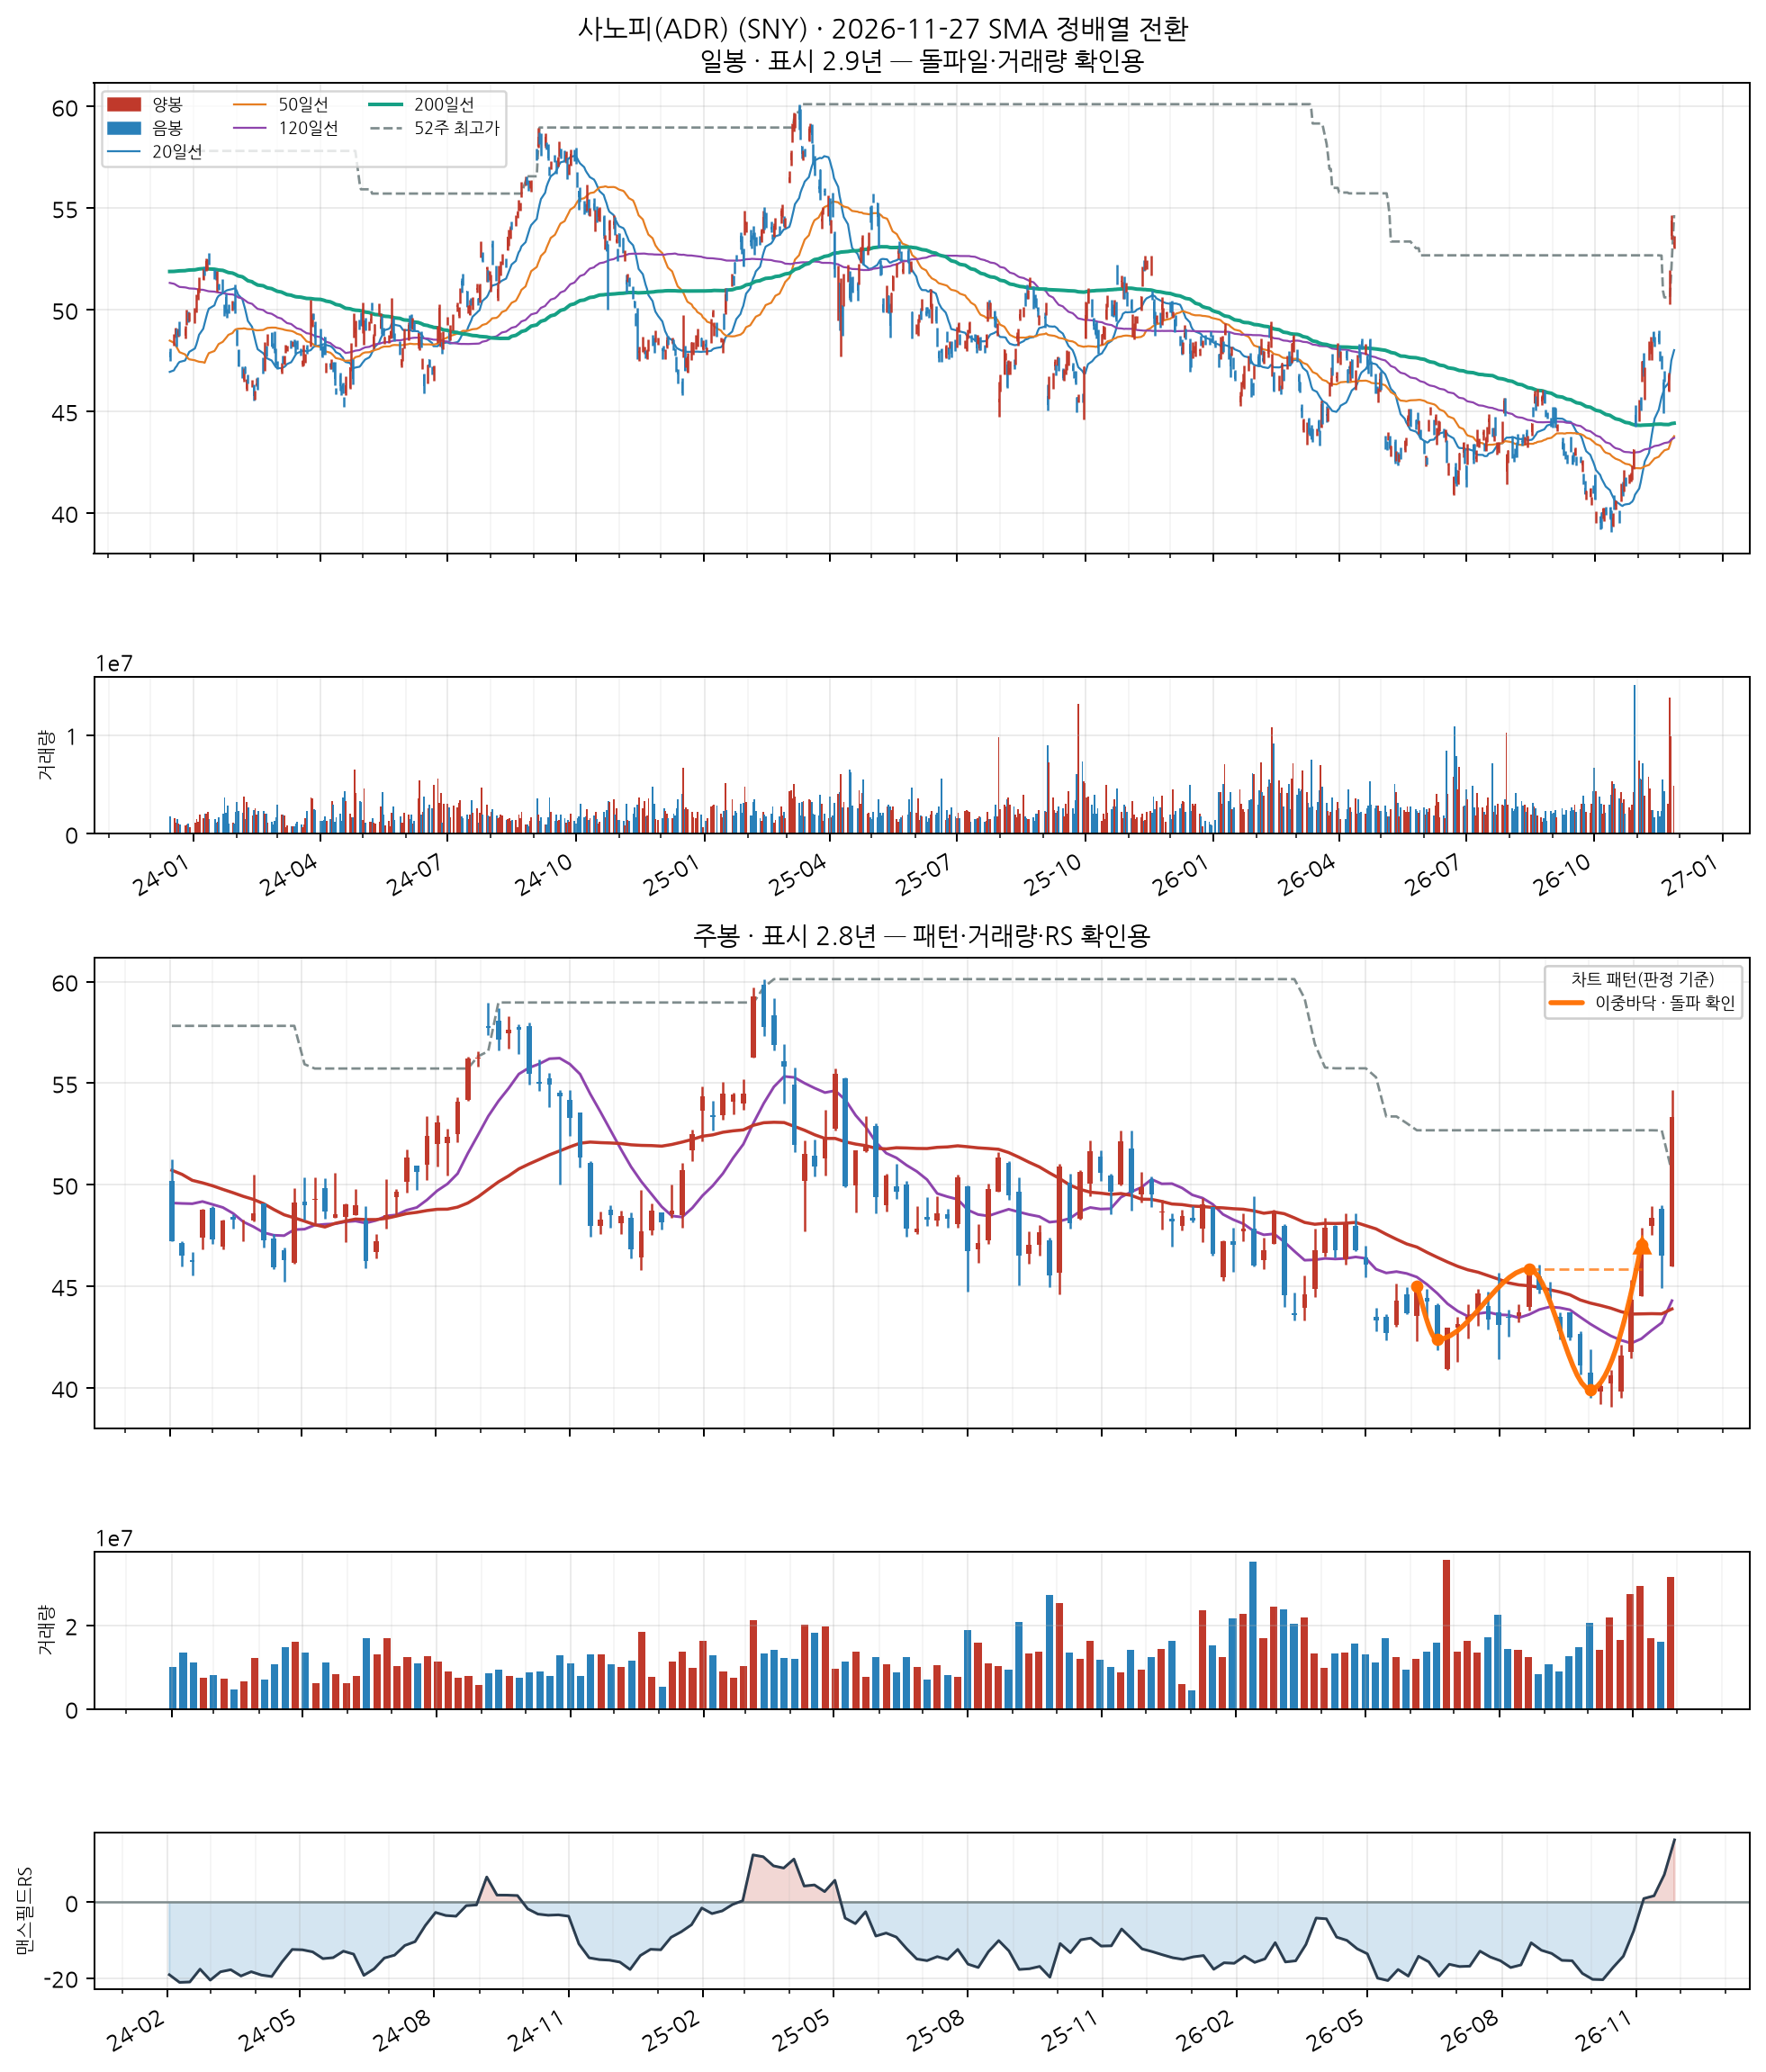 사노피(ADR) (SNY) · 2026-11-27 SMA 정배열 전환
일봉 · 표시 2.9년 — 돌파일·거래량 확인용
양봉
음봉
20일선
50일선
120일선
200일선
52주 최고가
60
55
50
45
40
1e7
거래량
1
0
24-01
24-04
24-07
24-10
25-01
25-04
25-07
25-10
26-01
26-04
26-07
26-10
27-01
주봉 · 표시 2.8년 — 패턴·거래량·RS 확인용
차트 패턴(판정 기준)
이중바닥 · 돌파 확인
60
55
50
45
40
1e7
거래량
2
0
맨스필드RS
0
-20
24-02
24-05
24-08
24-11
25-02
25-05
25-08
25-11
26-02
26-05
26-08
26-11